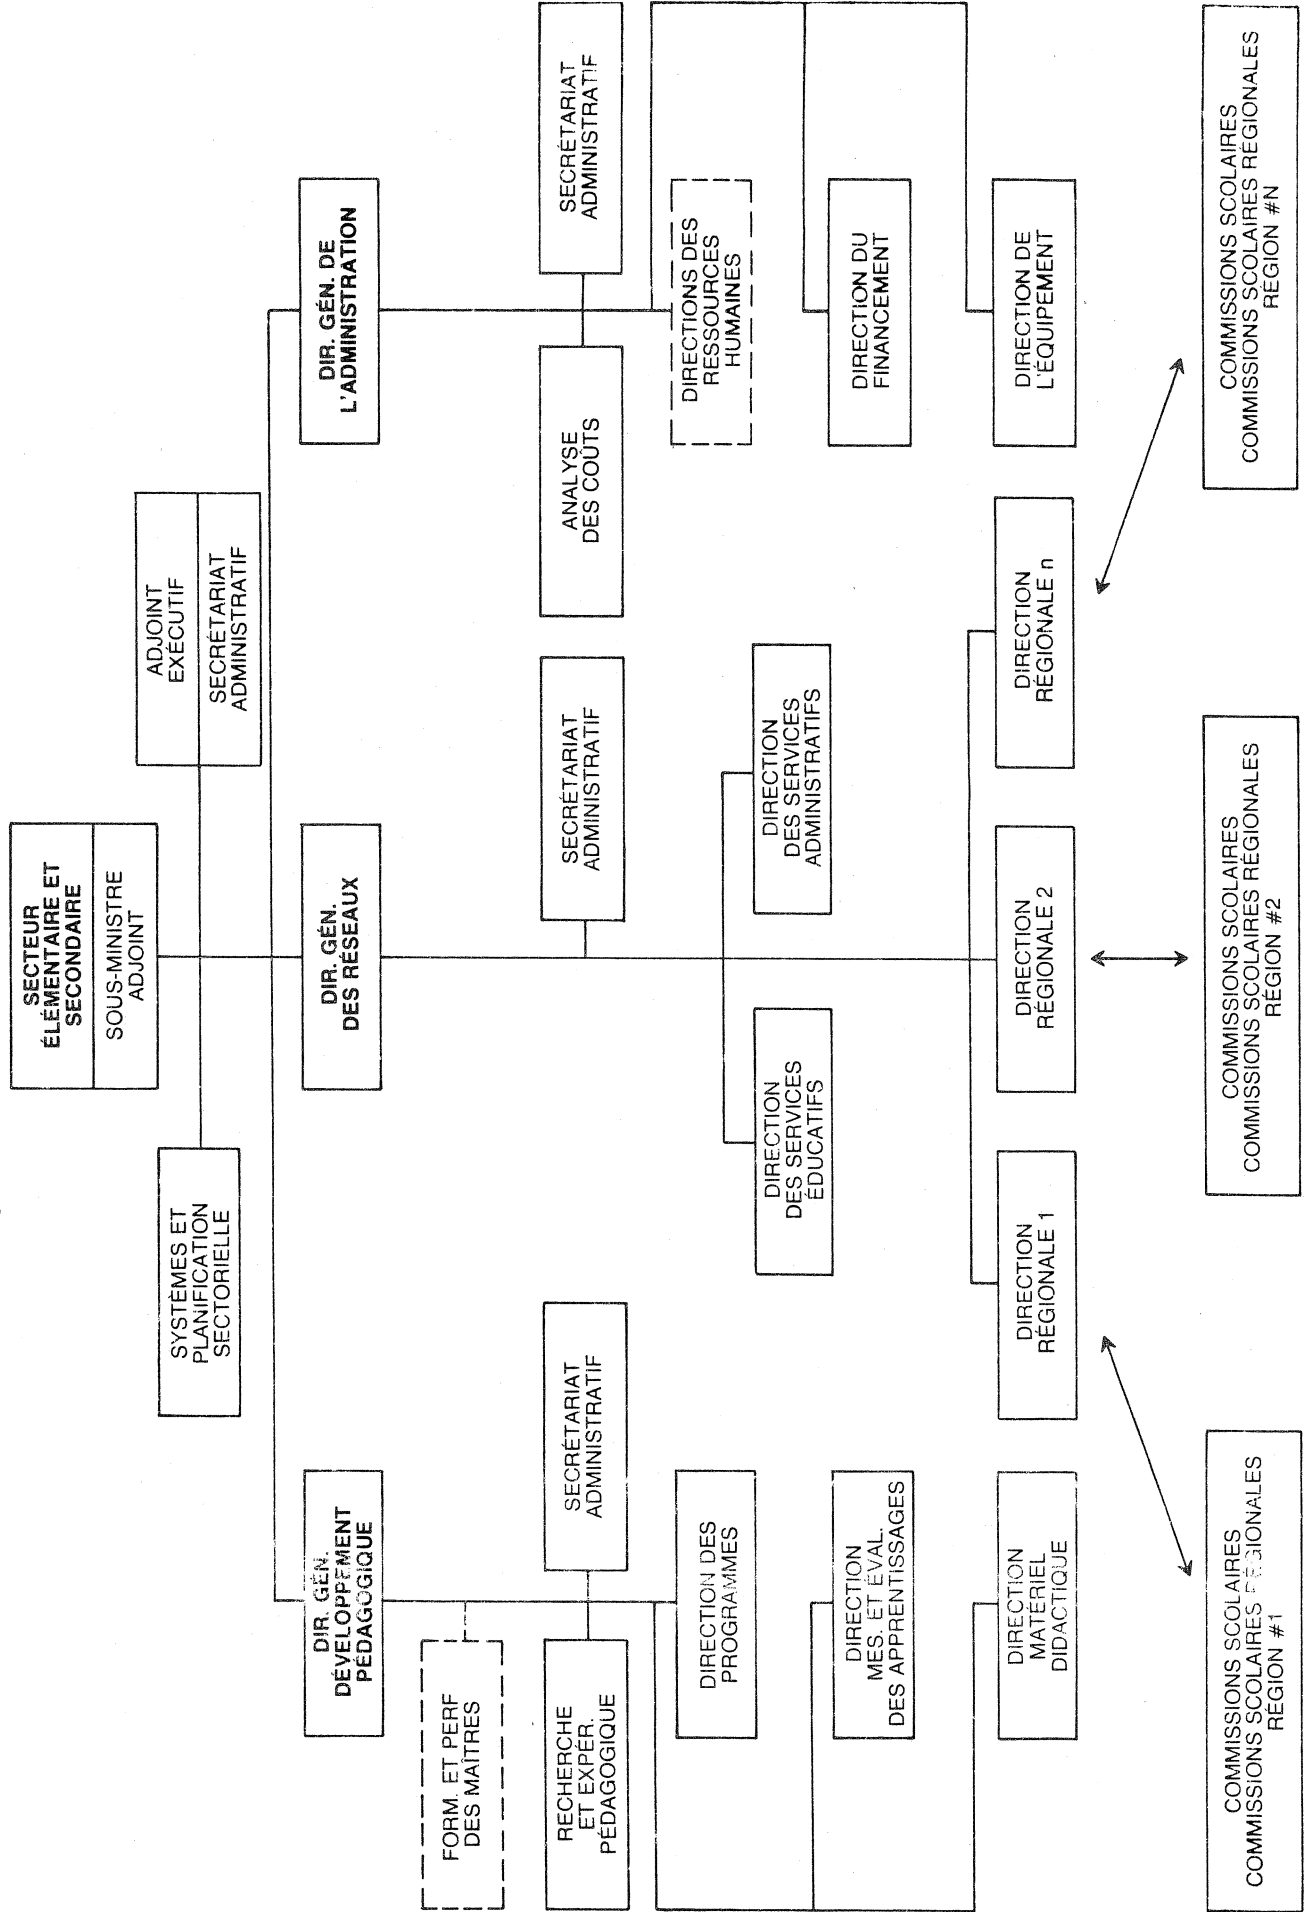 SECTEUR
ÉLÉMENTAIRE ET
SECONDAIRE
SOUS-MINISTRE
ADJOINT
SYSTÈMES ET
PLANIFICATION
SECTORIELLE
ADJOINT
EXÉCUTIF
SECRÉTARIAT
ADMINISTRATIF
DIR. GÉN.
DÉVELOPPEMENT
PÉDAGOGIQUE
DIR. GÉN.
DES RÉSEAUX
DIR. GÉN. DE
L'ADMINISTRATION
FORM. ET PERF
DES MAÎTRES
RECHERCHE
ET EXPÉR.
PÉDAGOGIQUE
SECRÉTARIAT
ADMINISTRATIF
SECRÉTARIAT
ADMINISTRATIF
ANALYSE
DES COÛTS
SECRÉTARIAT
ADMINISTRATIF
DIRECTION DES
PROGRAMMES
DIRECTIONS DES
RESSOURCES
HUMAINES
DIRECTION
DES SERVICES
ÉDUCATIFS
DIRECTION
DES SERVICES
ADMINISTRATIFS
DIRECTION
MES. ET ÉVAL.
DES APPRENTISSAGES
DIRECTION DU
FINANCEMENT
DIRECTION
MATÉRIEL
DIDACTIQUE
DIRECTION
RÉGIONALE 1
DIRECTION
RÉGIONALE 2
DIRECTION
RÉGIONALE n
DIRECTION DE
L'ÉQUIPEMENT
COMMISSIONS SCOLAIRES
COMMISSIONS SCOLAIRES RÉGIONALES
RÉGION #1
COMMISSIONS SCOLAIRES
COMMISSIONS SCOLAIRES RÉGIONALES
RÉGION #2
COMMISSIONS SCOLAIRES
COMMISSIONS SCOLAIRES RÉGIONALES
RÉGION #N